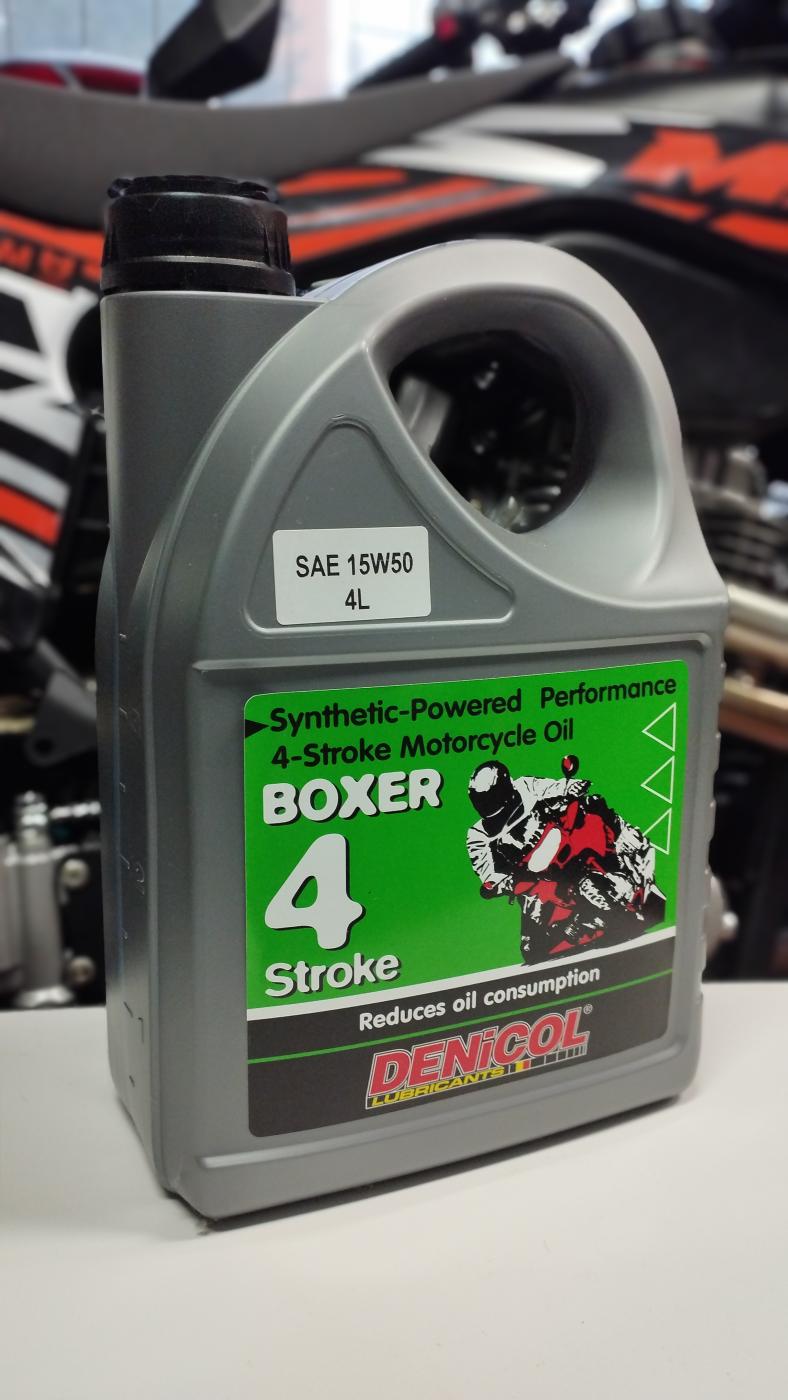 SAE 15W50
4L
Synthetic-Powered Performance
4-Stroke Motorcycle Oil
BOXER
4
Stroke
Reduces oil consumption
DENiCOL®
LUBRICANTS